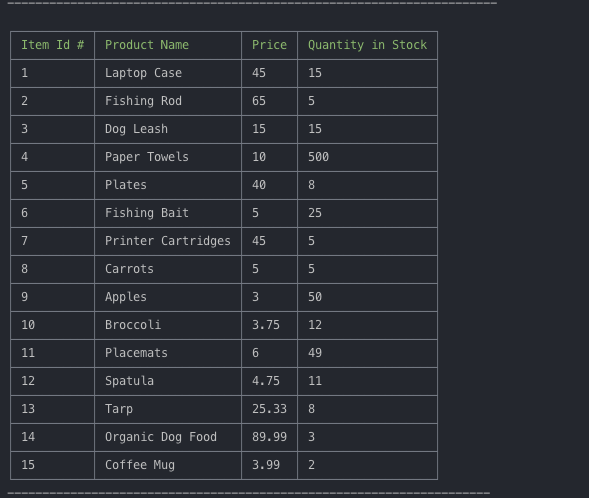 Item Id # Product Name Price Quantity in Stock
1 Laptop Case 45 15
2 Fishing Rod 65 5
3 Dog Leash 15 15
4 Paper Towels 10 500
5 Plates 40 8
6 Fishing Bait 5 25
7 Printer Cartridges 45 5
8 Carrots 5 5
9 Apples 3 50
10 Broccoli 3.75 12
11 Placemats 6 49
12 Spatula 4.75 11
13 Tarp 25.33 8
14 Organic Dog Food 89.99 3
15 Coffee Mug 3.99 2